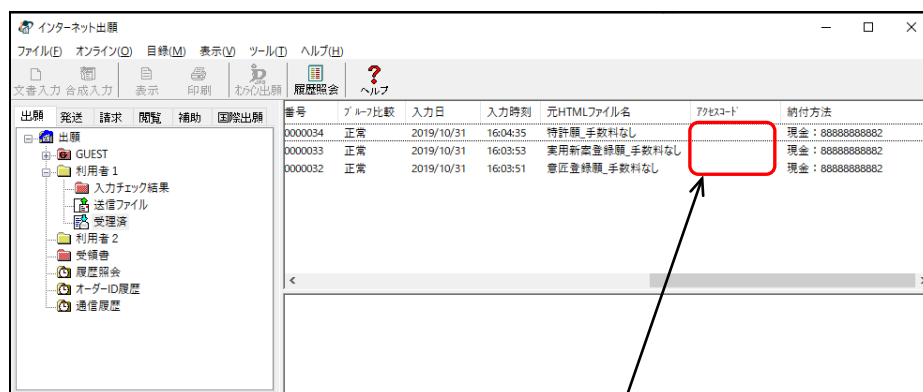 インターネット出願
ファイル(F) オンライン(O) 目録(M) 表示(V) ツール(T) ヘルプ(H)
文書入力 合成入力 表示 印刷 わらん出願 履歴照会 ヘルプ
出願 発送 請求 閲覧 補助 国際出願
出願
GUEST
利用者1
入力チェック結果
送信ファイル
受理済
利用者2
受領書
履歴照会
オーダーID履歴
通信履歴
番号 プルーフ比較 入力日 入力時刻 元HTMLファイル名 アクセスコード 納付方法
0000034 正常 2019/10/31 16:04:35 特許願_手数料なし 現金:88888888882
0000033 正常 2019/10/31 16:03:53 実用新案登録願_手数料なし 現金:88888888882
0000032 正常 2019/10/31 16:03:51 意匠登録願_手数料なし 現金:88888888882